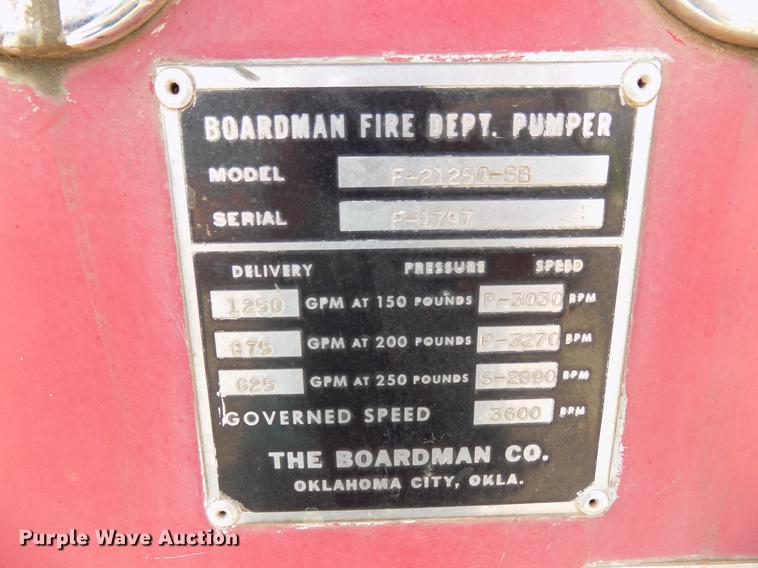 BOARDMAN FIRE DEPT. PUMPER
MODEL F-21250-SB
SERIAL F-1797
DELIVERY PRESSURE SPEED
1250 GPM AT 150 POUNDS P-3030 RPM
875 GPM AT 200 POUNDS P-3270 RPM
625 GPM AT 250 POUNDS S-2890 RPM
GOVERNED SPEED 3600 RPM
THE BOARDMAN CO.
OKLAHOMA CITY, OKLA.
Purple Wave Auction